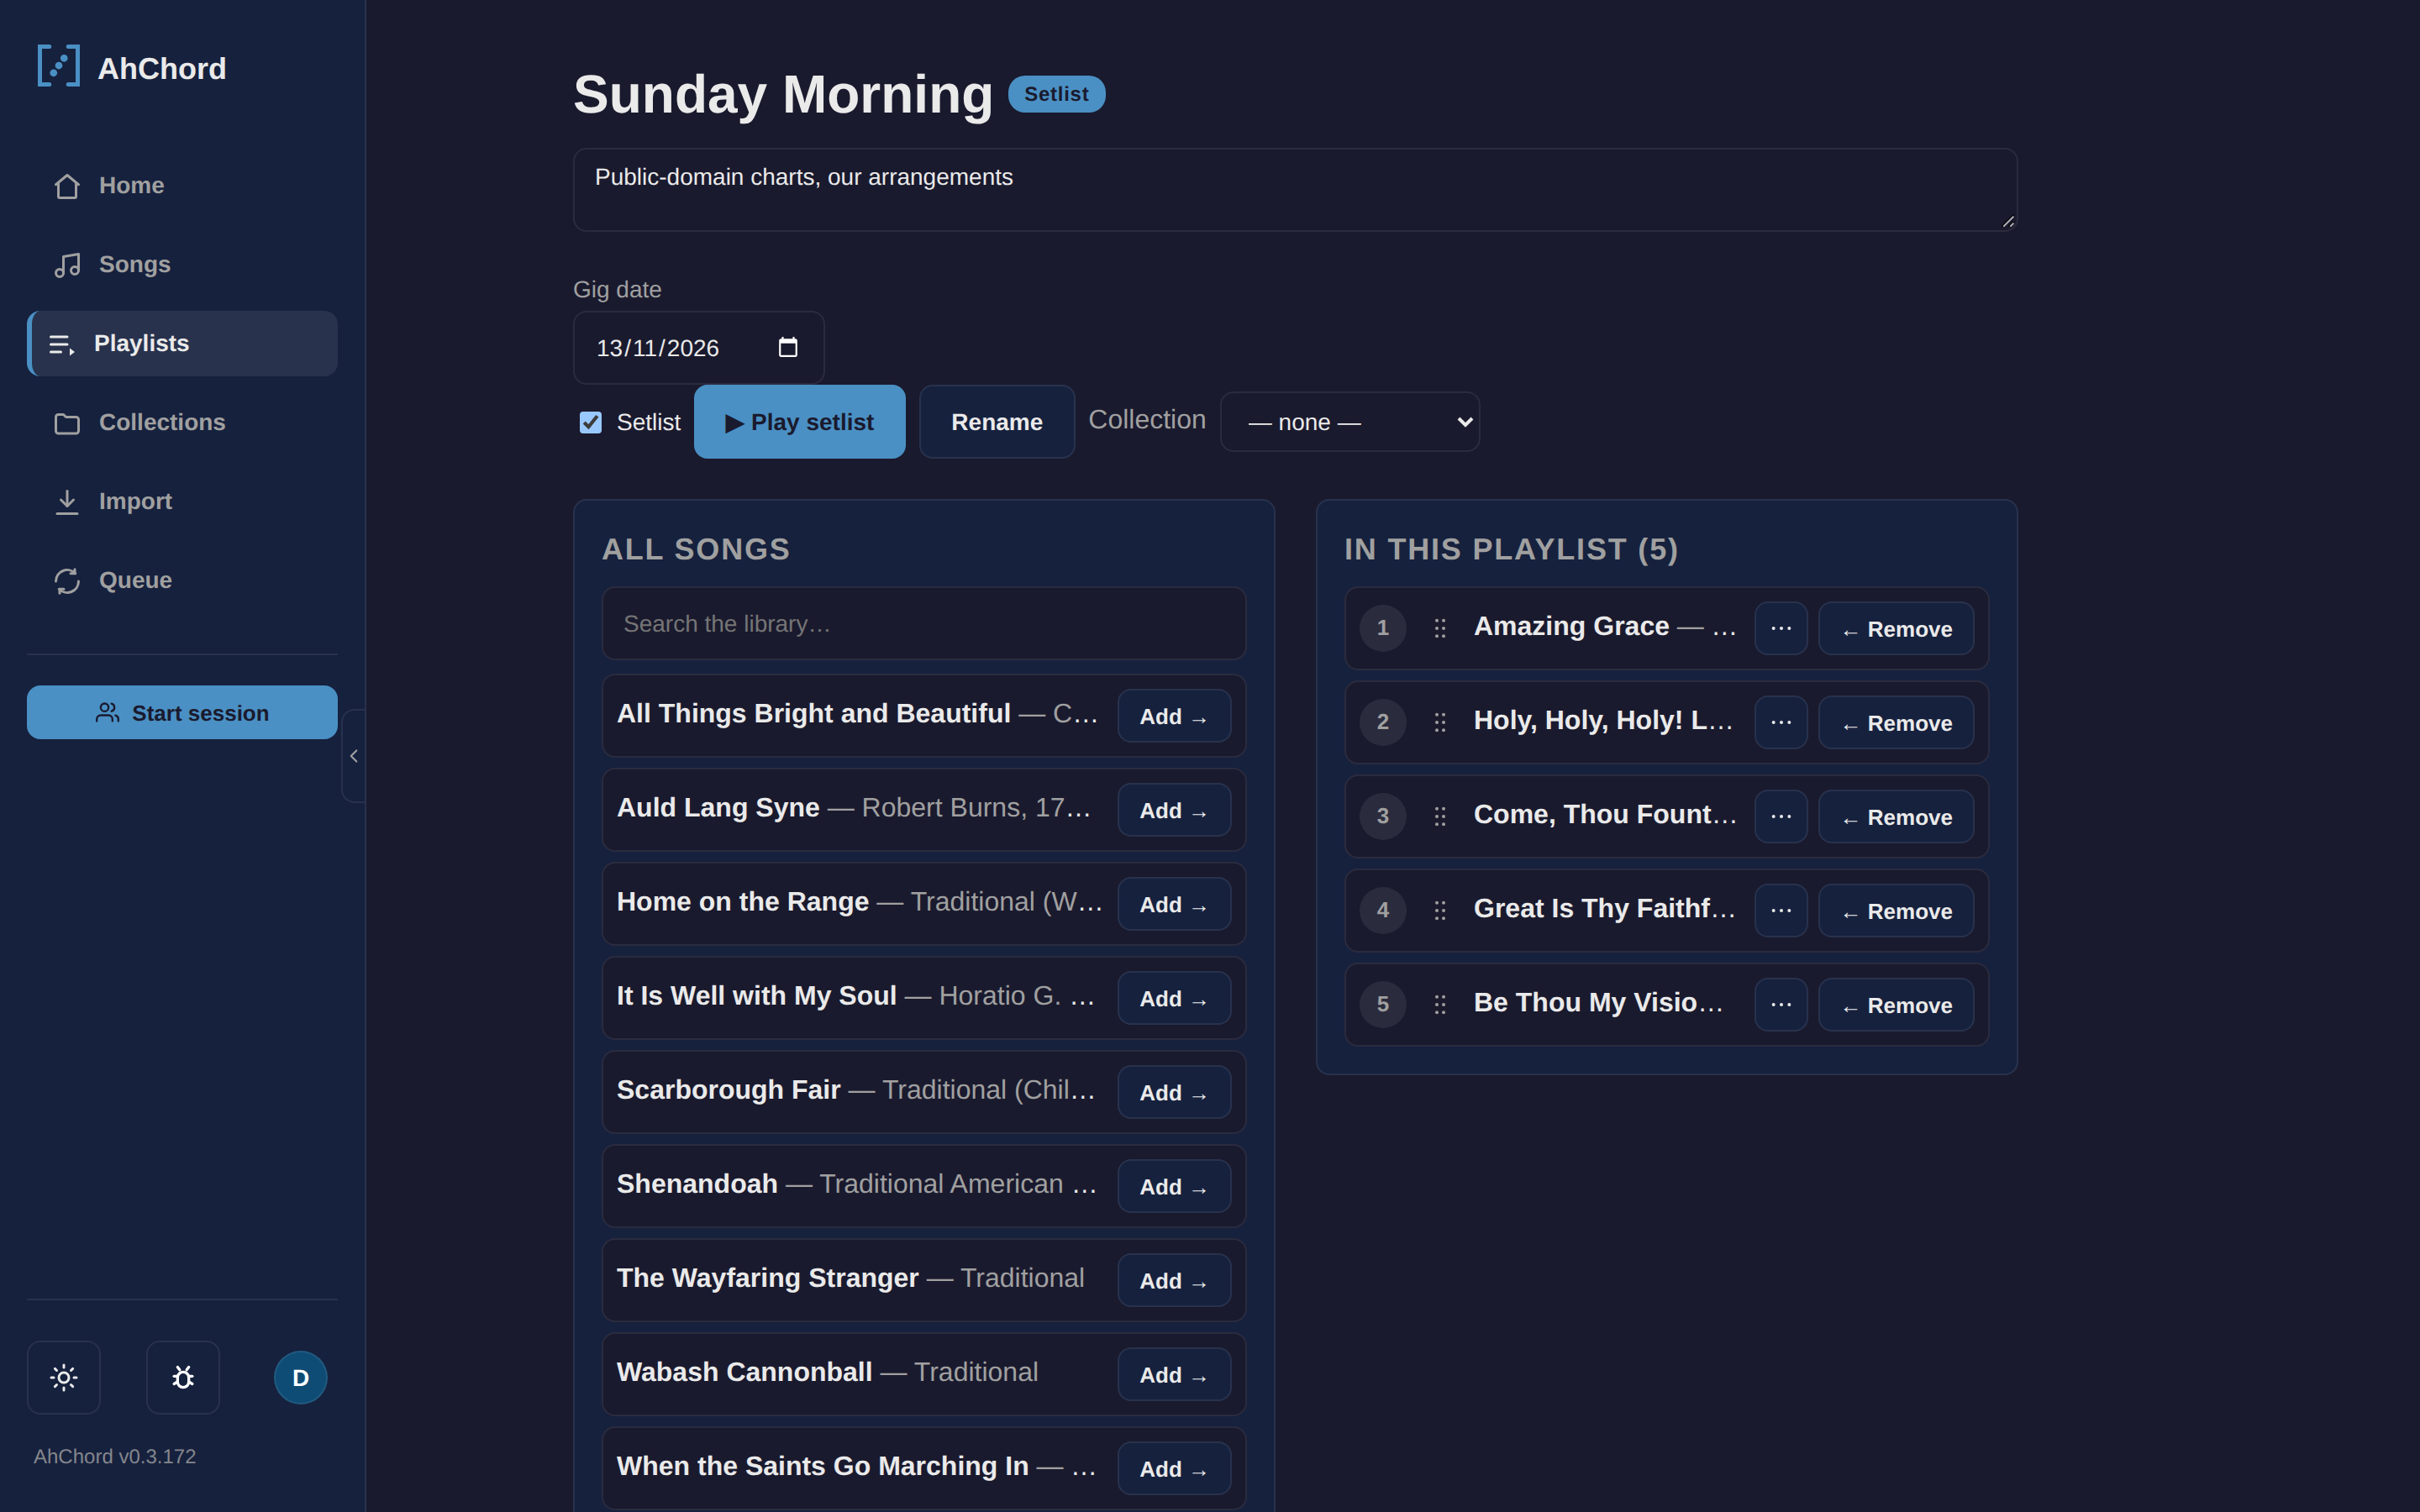 AhChord
Home
Songs
Playlists
Collections
Import
Queue
Start session
D
AhChord v0.3.172
Sunday Morning Setlist
Public-domain charts, our arrangements
Gig date
13/11/2026
Setlist ▶ Play setlist Rename Collection — none —
ALL SONGS
Search the library…
All Things Bright and Beautiful — C… Add →
Auld Lang Syne — Robert Burns, 17… Add →
Home on the Range — Traditional (W… Add →
It Is Well with My Soul — Horatio G. … Add →
Scarborough Fair — Traditional (Chil… Add →
Shenandoah — Traditional American … Add →
The Wayfaring Stranger — Traditional Add →
Wabash Cannonball — Traditional Add →
When the Saints Go Marching In — … Add →
IN THIS PLAYLIST (5)
1 Amazing Grace — … ⋯ ← Remove
2 Holy, Holy, Holy! L… ⋯ ← Remove
3 Come, Thou Fount… ⋯ ← Remove
4 Great Is Thy Faithf… ⋯ ← Remove
5 Be Thou My Visio… ⋯ ← Remove